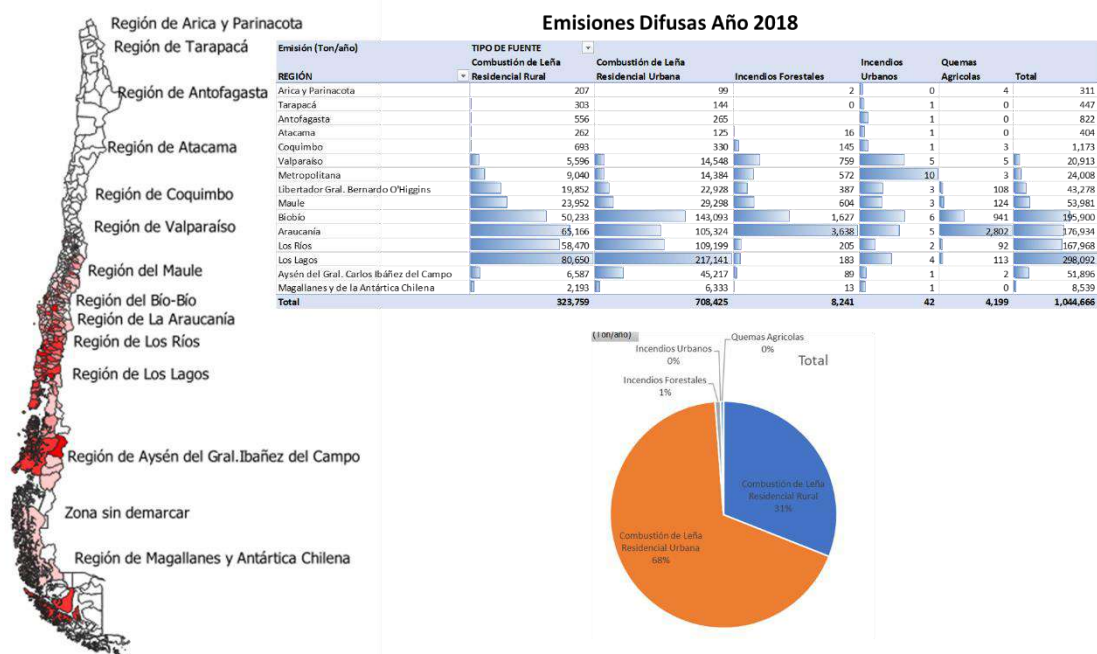 Emisiones Difusas Año 2018
Región de Arica y Parinacota
Región de Tarapacá
Región de Antofagasta
Región de Atacama
Región de Coquimbo
Región de Valparaíso
Región del Maule
Región del Bío-Bío
Región de La Araucanía
Región de Los Ríos
Región de Los Lagos
Región de Aysén del Gral.Ibañez del Campo
Zona sin demarcar
Región de Magallanes y Antártica Chilena
Emisión (Ton/año) TIPO DE FUENTE
REGIÓN Combustión de Leña Residencial Rural Combustión de Leña Residencial Urbana Incendios Forestales Incendios Urbanos Quemas Agricolas Total
Arica y Parinacota 207 99 2 0 4 311
Tarapacá 303 144 0 1 0 447
Antofagasta 556 265 1 0 822
Atacama 262 125 16 1 0 404
Coquimbo 693 330 145 1 3 1,173
Valparaíso 5,596 14,548 759 5 5 20,913
Metropolitana 9,040 14,384 572 10 3 24,008
Libertador Gral. Bernardo O'Higgins 19,852 22,928 387 3 108 43,278
Maule 23,952 29,298 604 3 124 53,981
Biobío 50,233 143,093 1,627 6 941 195,900
Araucanía 65,166 105,324 3,638 5 2,802 176,934
Los Ríos 58,470 109,199 205 2 92 167,968
Los Lagos 80,650 217,141 183 4 113 298,092
Aysén del Gral. Carlos Ibáñez del Campo 6,587 45,217 89 1 2 51,896
Magallanes y de la Antártica Chilena 2,193 6,333 13 1 0 8,539
Total 323,759 708,425 8,241 42 4,199 1,044,666
(Ton/año)
Total
Quemas Agricolas
0%
Incendios Urbanos
0%
Incendios Forestales
1%
Combustión de Leña
Residencial Rural
31%
Combustión de Leña
Residencial Urbana
68%